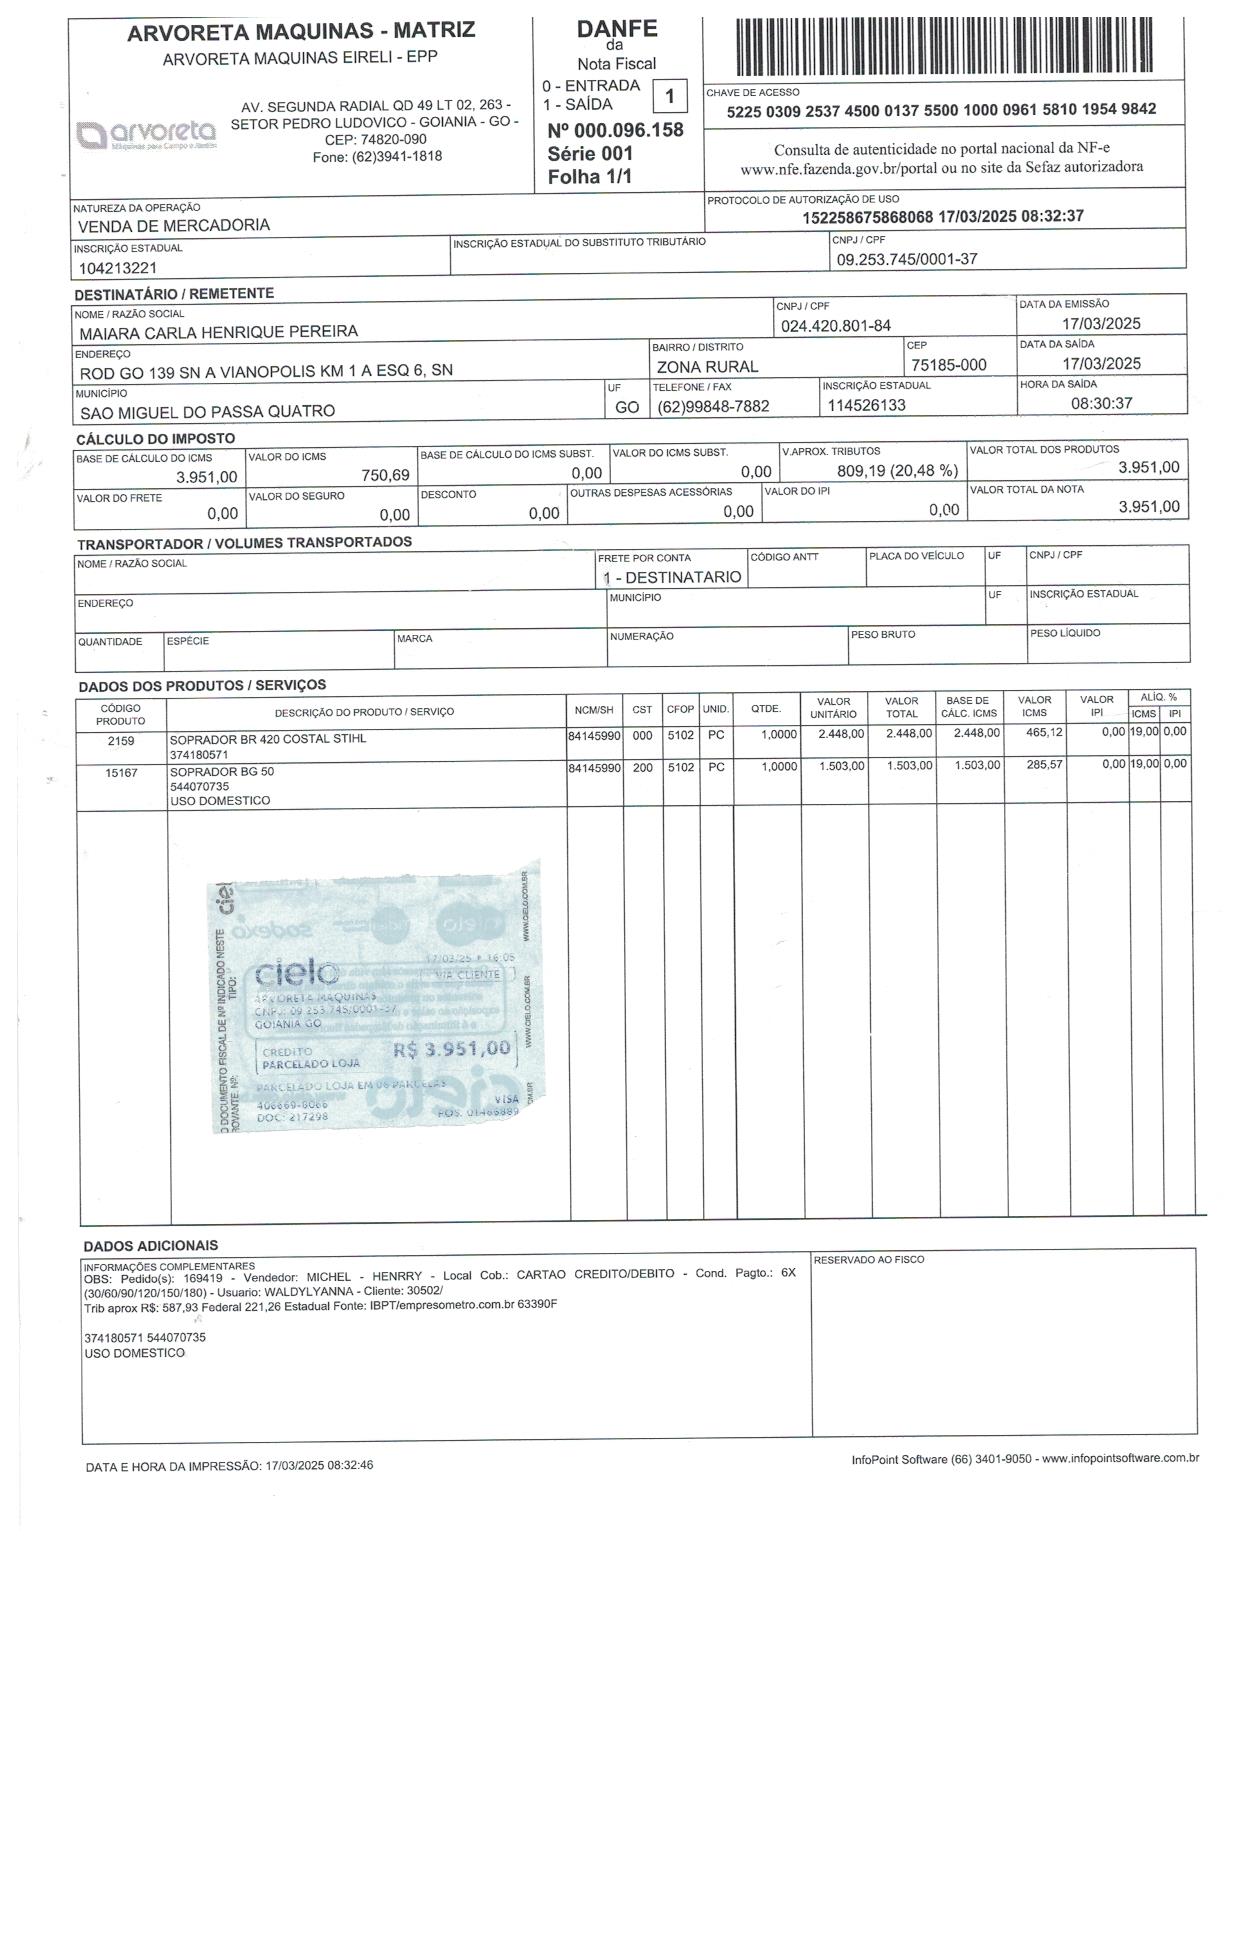 ARVORETA MAQUINAS - MATRIZ
ARVORETA MAQUINAS EIRELI - EPP
arvoreta
Máquinas para Campo e Jardim
AV. SEGUNDA RADIAL QD 49 LT 02, 263 -
SETOR PEDRO LUDOVICO - GOIANIA - GO -
CEP: 74820-090
Fone: (62)3941-1818
DANFE
da
Nota Fiscal
0 - ENTRADA
1 - SAÍDA
1
Nº 000.096.158
Série 001
Folha 1/1
CHAVE DE ACESSO
5225 0309 2537 4500 0137 5500 1000 0961 5810 1954 9842
Consulta de autenticidade no portal nacional da NF-e
www.nfe.fazenda.gov.br/portal ou no site da Sefaz autorizadora
NATUREZA DA OPERAÇÃO
VENDA DE MERCADORIA
PROTOCOLO DE AUTORIZAÇÃO DE USO
152258675868068 17/03/2025 08:32:37
INSCRIÇÃO ESTADUAL
104213221
INSCRIÇÃO ESTADUAL DO SUBSTITUTO TRIBUTÁRIO
CNPJ / CPF
09.253.745/0001-37
DESTINATÁRIO / REMETENTE
NOME / RAZÃO SOCIAL
MAIARA CARLA HENRIQUE PEREIRA
CNPJ / CPF
024.420.801-84
DATA DA EMISSÃO
17/03/2025
ENDEREÇO
ROD GO 139 SN A VIANOPOLIS KM 1 A ESQ 6, SN
BAIRRO / DISTRITO
ZONA RURAL
CEP
75185-000
DATA DA SAÍDA
17/03/2025
MUNICÍPIO
SAO MIGUEL DO PASSA QUATRO
UF
GO
TELEFONE / FAX
(62)99848-7882
INSCRIÇÃO ESTADUAL
114526133
HORA DA SAÍDA
08:30:37
CÁLCULO DO IMPOSTO
BASE DE CÁLCULO DO ICMS
3.951,00
VALOR DO ICMS
750,69
BASE DE CÁLCULO DO ICMS SUBST.
0,00
VALOR DO ICMS SUBST.
0,00
V.APROX. TRIBUTOS
809,19 (20,48 %)
VALOR TOTAL DOS PRODUTOS
3.951,00
VALOR DO FRETE
0,00
VALOR DO SEGURO
0,00
DESCONTO
0,00
OUTRAS DESPESAS ACESSÓRIAS
0,00
VALOR DO IPI
0,00
VALOR TOTAL DA NOTA
3.951,00
TRANSPORTADOR / VOLUMES TRANSPORTADOS
NOME / RAZÃO SOCIAL
FRETE POR CONTA
1 - DESTINATARIO
CÓDIGO ANTT
PLACA DO VEÍCULO
UF
CNPJ / CPF
ENDEREÇO
MUNICÍPIO
UF
INSCRIÇÃO ESTADUAL
QUANTIDADE
ESPÉCIE
MARCA
NUMERAÇÃO
PESO BRUTO
PESO LÍQUIDO
DADOS DOS PRODUTOS / SERVIÇOS
CÓDIGO PRODUTO DESCRIÇÃO DO PRODUTO / SERVIÇO NCM/SH CST CFOP UNID. QTDE. VALOR UNITÁRIO VALOR TOTAL BASE DE CÁLC. ICMS VALOR ICMS VALOR IPI ALÍQ. % ICMS IPI
2159 SOPRADOR BR 420 COSTAL STIHL 84145990 000 5102 PC 1,0000 2.448,00 2.448,00 2.448,00 465,12 0,00 19,00 0,00
374180571
15167 SOPRADOR BG 50 84145990 200 5102 PC 1,0000 1.503,00 1.503,00 1.503,00 285,57 0,00 19,00 0,00
544070735
USO DOMESTICO
O DOCUMENTO FISCAL DE Nº INDICADO NESTE
TIPO:
WWW.CIELO.COM.BR
WWW.CIELO.COM.BR
cielo
17/03/25 16:05
VIA CLIENTE
ARVORETA MAQUINAS
CNPJ: 09.253.745/0001-37
GOIANIA GO
CREDITO R$ 3.951,00
PARCELADO LOJA
PARCELADO LOJA EM 06 PARCELAS
406669-6066 VISA
DOC: 217298 POS: 01466889
DADOS ADICIONAIS
INFORMAÇÕES COMPLEMENTARES
OBS: Pedido(s): 169419 - Vendedor: MICHEL - HENRRY - Local Cob.: CARTAO CREDITO/DEBITO - Cond. Pagto.: 6X
(30/60/90/120/150/180) - Usuario: WALDYLYANNA - Cliente: 30502/
Trib aprox R$: 587,93 Federal 221,26 Estadual Fonte: IBPT/empresometro.com.br 63390F
374180571 544070735
USO DOMESTICO
RESERVADO AO FISCO
DATA E HORA DA IMPRESSÃO: 17/03/2025 08:32:46
InfoPoint Software (66) 3401-9050 - www.infopointsoftware.com.br